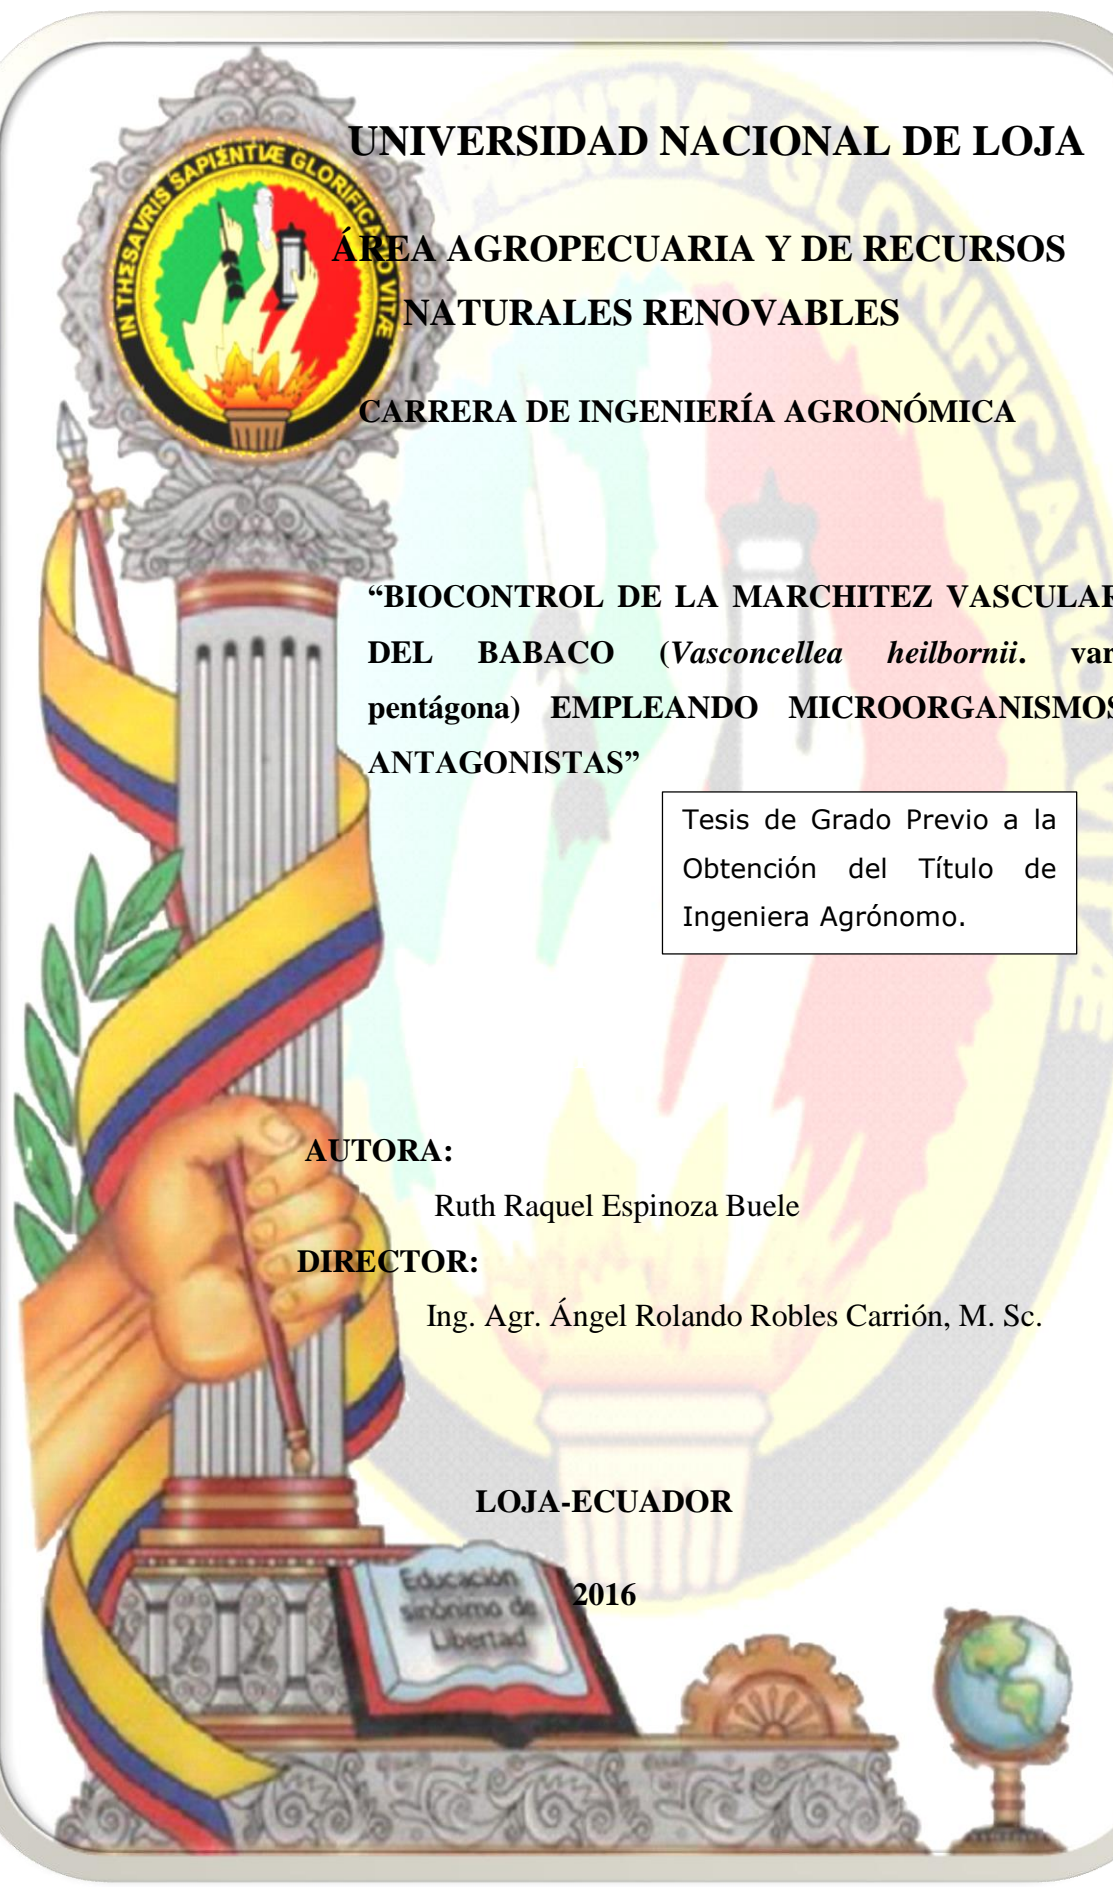 IN THESAVRIS SAPIENTIÆ GLORIFICATIO VITÆ
UNIVERSIDAD NACIONAL DE LOJA
ÁREA AGROPECUARIA Y DE RECURSOS
NATURALES RENOVABLES
CARRERA DE INGENIERÍA AGRONÓMICA
“BIOCONTROL DE LA MARCHITEZ VASCULAR
DEL BABACO (Vasconcellea heilbornii. var
pentágona) EMPLEANDO MICROORGANISMOS
ANTAGONISTAS”
Tesis de Grado Previo a la
Obtención del Título de
Ingeniera Agrónomo.
AUTORA:
Ruth Raquel Espinoza Buele
DIRECTOR:
Ing. Agr. Ángel Rolando Robles Carrión, M. Sc.
LOJA-ECUADOR
2016
Educación
sinónimo de
Libertad